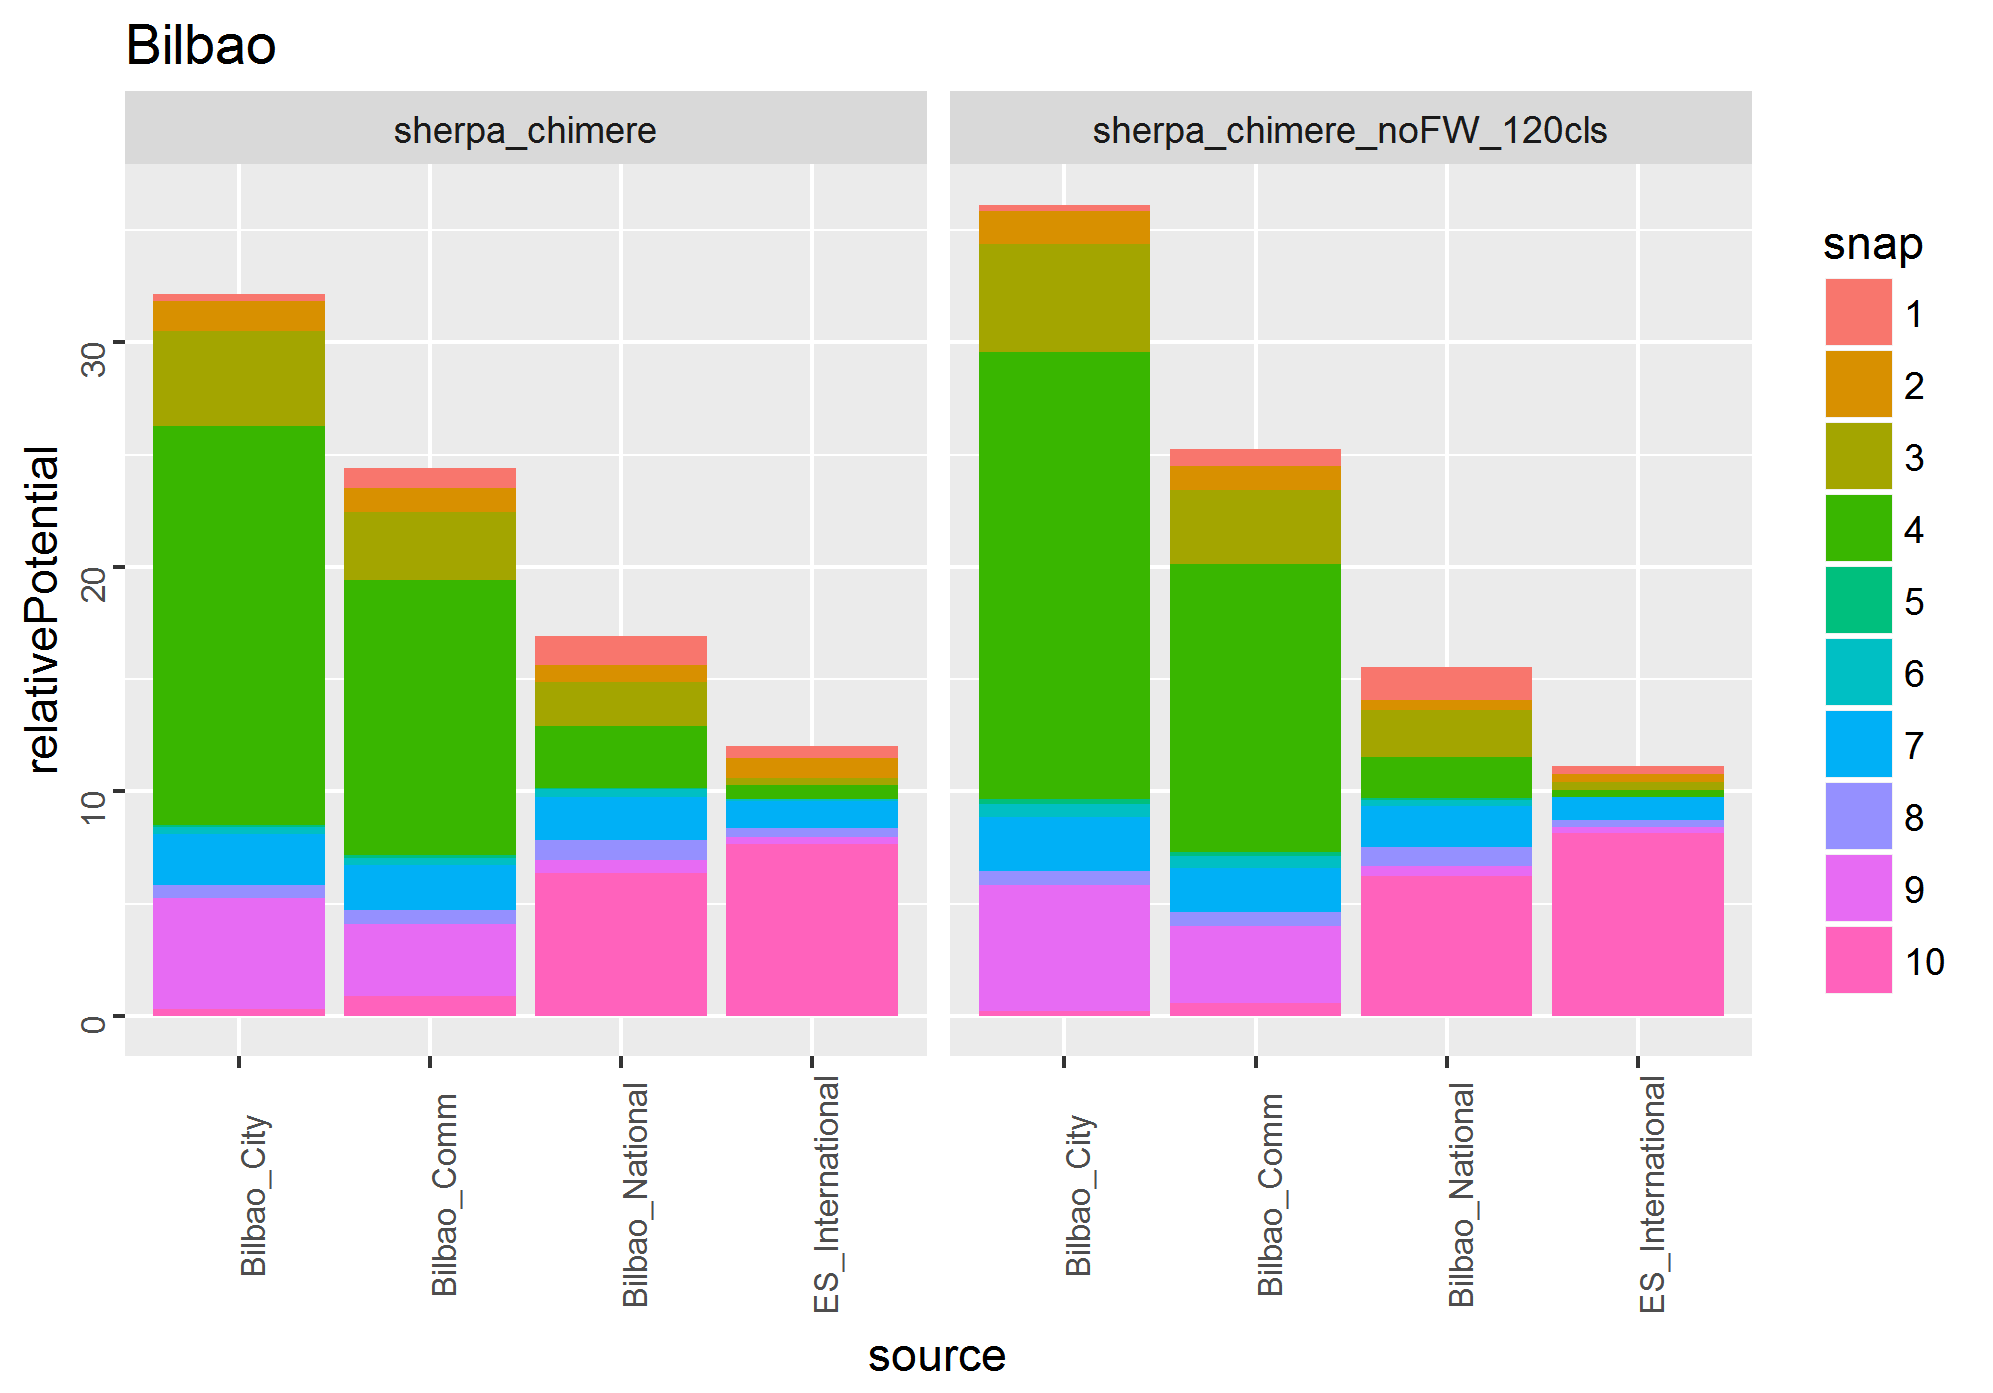 Bilbao
sherpa_chimere
sherpa_chimere_noFW_120cls
relativePotential
30
20
10
0
Bilbao_City
Bilbao_Comm
Bilbao_National
ES_International
Bilbao_City
Bilbao_Comm
Bilbao_National
ES_International
source
snap
1
2
3
4
5
6
7
8
9
10